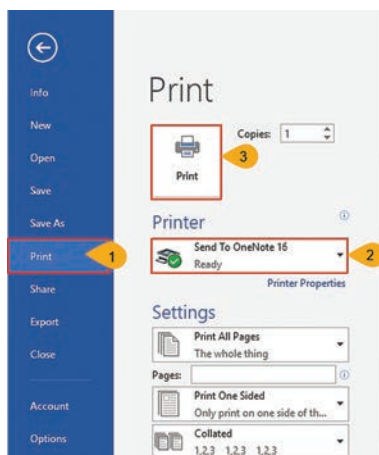 Info
New
Open
Save
Save As
Print
1
Share
Export
Close
Account
Options
Print
Copies: 1
Print
3
Printer
Send To OneNote 16
Ready
2
Printer Properties
Settings
Print All Pages
The whole thing
Pages:
Print One Sided
Only print on one side of th...
Collated
1,2,3 1,2,3 1,2,3